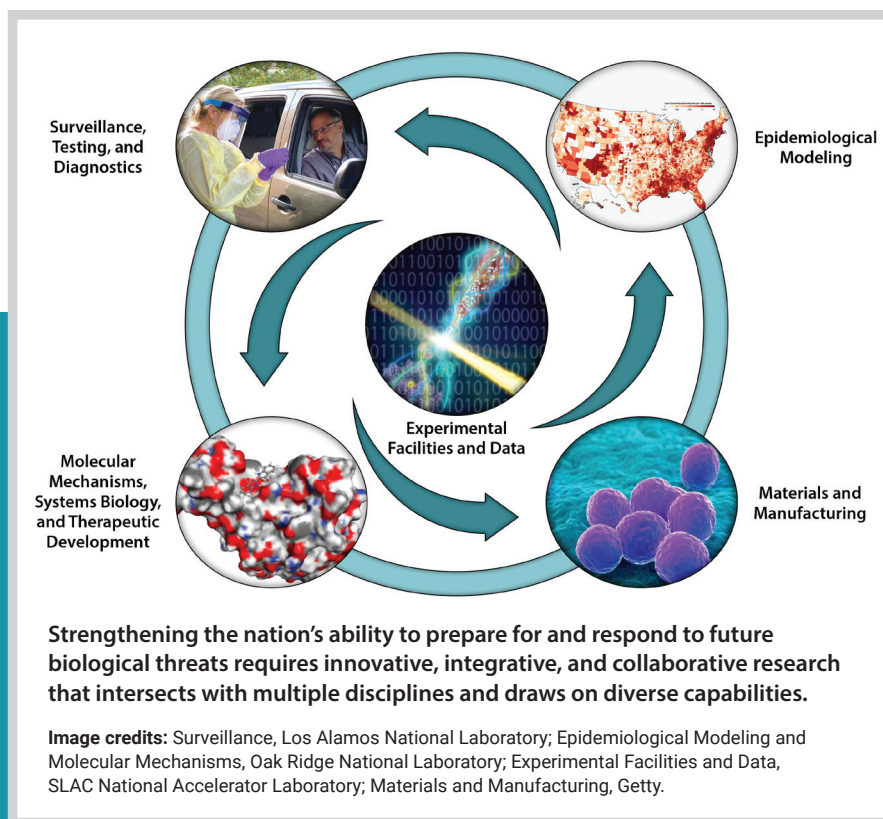 Surveillance,
Testing, and
Diagnostics
Epidemiological
Modeling
Experimental
Facilities and Data
Molecular
Mechanisms,
Systems Biology,
and Therapeutic
Development
Materials and
Manufacturing
Strengthening the nation’s ability to prepare for and respond to future
biological threats requires innovative, integrative, and collaborative research
that intersects with multiple disciplines and draws on diverse capabilities.
Image credits: Surveillance, Los Alamos National Laboratory; Epidemiological Modeling and
Molecular Mechanisms, Oak Ridge National Laboratory; Experimental Facilities and Data,
SLAC National Accelerator Laboratory; Materials and Manufacturing, Getty.